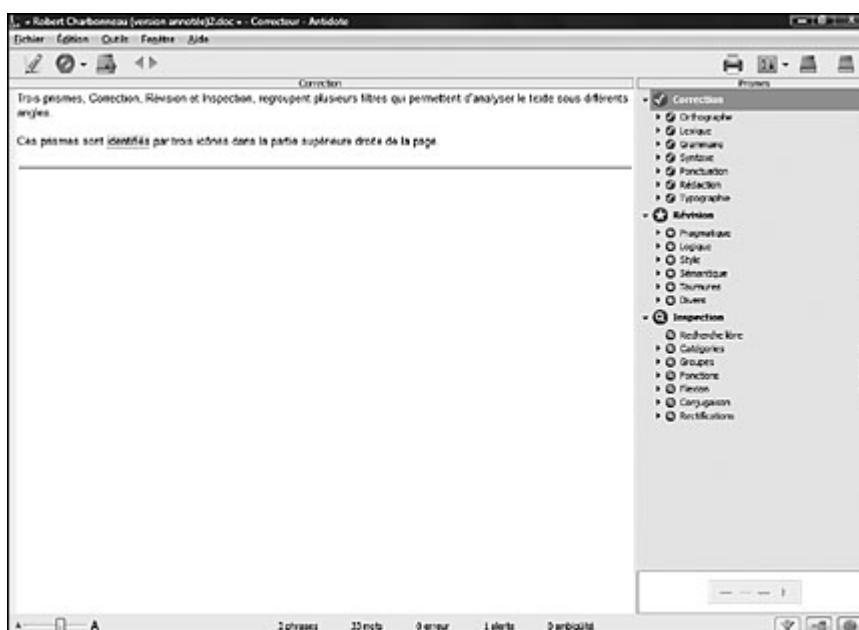 « Robert Charbonneau (version annotée)2.doc » - Correcteur - Antidote
Fichier Édition Outils Fenêtre Aide
Correction
Prismes
Trois prismes, Correction, Révision et Inspection, regroupent plusieurs filtres qui permettent d'analyser le texte sous différents
angles.
Ces prismes sont identifiés par trois icônes dans la partie supérieure droite de la page.
Correction
Orthographe
Lexique
Grammaire
Syntaxe
Ponctuation
Rédaction
Typographie
Révision
Pragmatique
Logique
Style
Sémantique
Tournures
Divers
Inspection
Recherche libre
Catégories
Groupes
Fonctions
Flexion
Conjugaison
Rectifications
A A 2 phrases 33 mots 0 erreur 1 alerte 0 ambiguïté